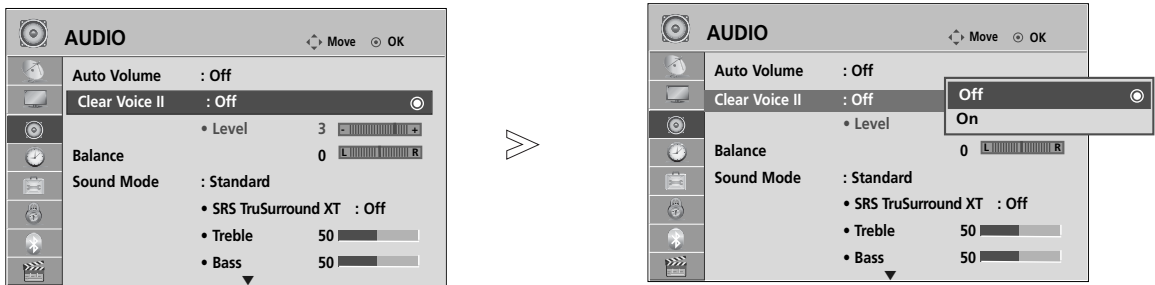 AUDIO
Move OK
Auto Volume : Off
Clear Voice II : Off
• Level 3 - +
Balance 0 L R
Sound Mode : Standard
• SRS TruSurround XT : Off
• Treble 50
• Bass 50
AUDIO
Move OK
Auto Volume : Off
Clear Voice II : Off
Off
On
• Level
Balance 0 L R
Sound Mode : Standard
• SRS TruSurround XT : Off
• Treble 50
• Bass 50